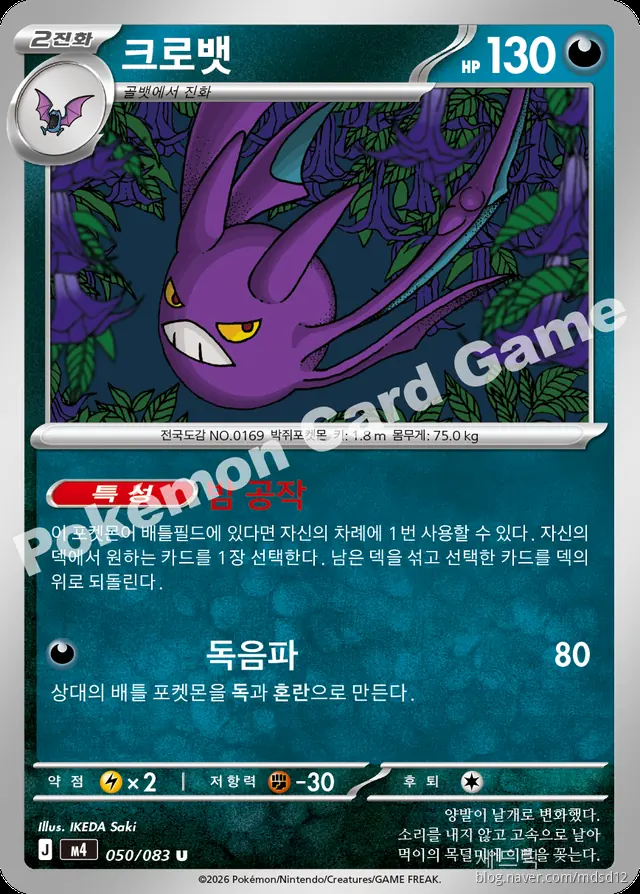 2진화
크로뱃
HP 130
골뱃에서 진화
전국도감 NO.0169 박쥐포켓몬 키: 1.8 m 몸무게: 75.0 kg
Pokémon Card Game
특성 밤 공작
이 포켓몬이 배틀필드에 있다면 자신의 차례에 1번 사용할 수 있다. 자신의
덱에서 원하는 카드를 1장 선택한다. 남은 덱을 섞고 선택한 카드를 덱의
위로 되돌린다.
독음파 80
상대의 배틀 포켓몬을 독과 혼란으로 만든다.
약점 ×2 저항력 -30 후퇴
Illus. IKEDA Saki
양발이 날개로 변화했다.
소리를 내지 않고 고속으로 날아
먹이의 목덜미에 이빨을 꽂는다.
J m4 050/083 U
세드릭
blog.naver.com/mdsd12
©2026 Pokémon/Nintendo/Creatures/GAME FREAK.